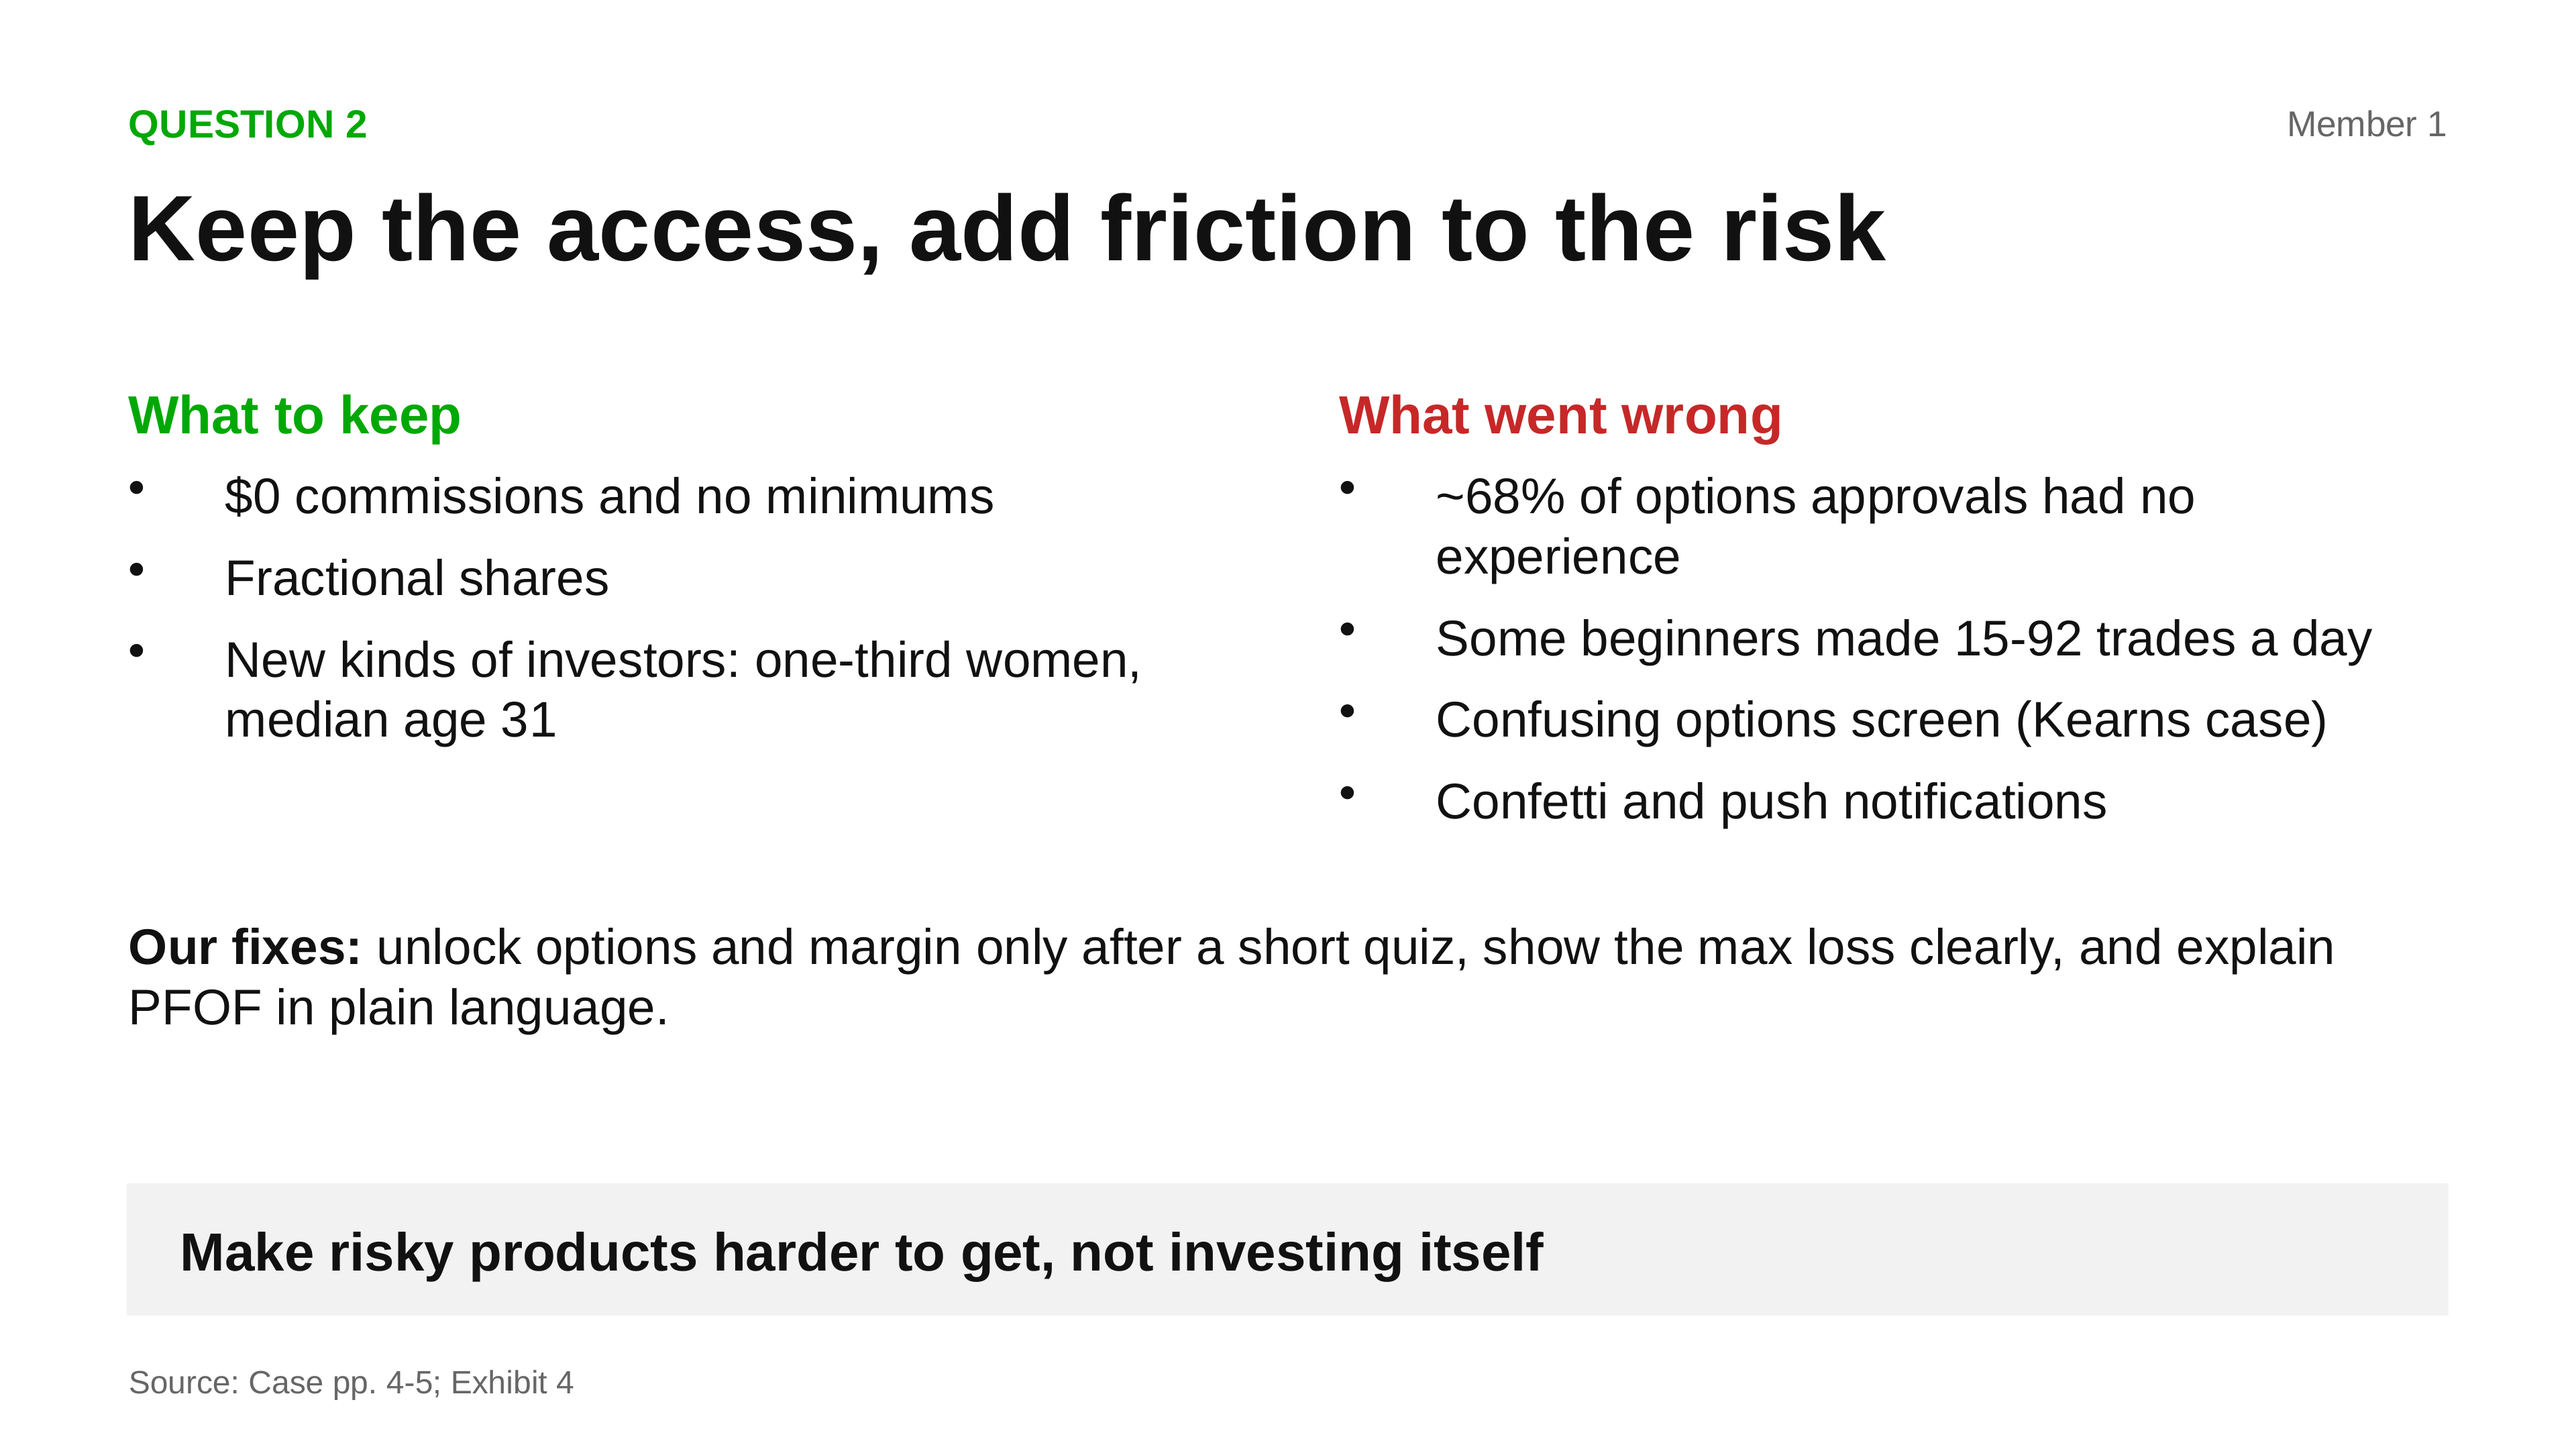 QUESTION 2
Member 1
Keep the access, add friction to the risk
What to keep
• $0 commissions and no minimums
• Fractional shares
• New kinds of investors: one-third women,
median age 31
What went wrong
• ~68% of options approvals had no
experience
• Some beginners made 15-92 trades a day
• Confusing options screen (Kearns case)
• Confetti and push notifications
Our fixes: unlock options and margin only after a short quiz, show the max loss clearly, and explain
PFOF in plain language.
Make risky products harder to get, not investing itself
Source: Case pp. 4-5; Exhibit 4